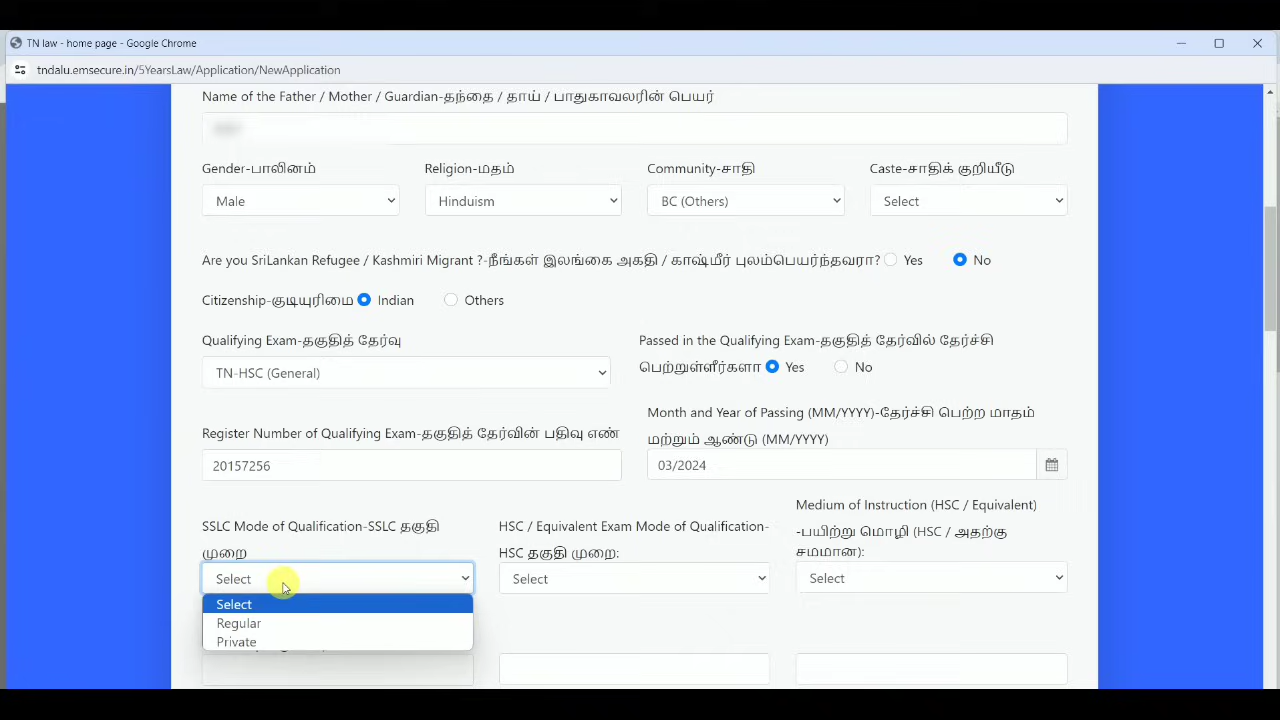 TN law - home page - Google Chrome
tndalu.emsecure.in/5YearsLaw/Application/NewApplication
Name of the Father / Mother / Guardian-தந்தை / தாய் / பாதுகாவலரின் பெயர்
Gender-பாலினம் Religion-மதம் Community-சாதி Caste-சாதிக் குறியீடு
Male Hinduism BC (Others) Select
Are you SriLankan Refugee / Kashmiri Migrant ?-நீங்கள் இலங்கை அகதி / காஷ்மீர் புலம்பெயர்ந்தவரா? Yes No
Citizenship-குடியுரிமை Indian Others
Qualifying Exam-தகுதித் தேர்வு
TN-HSC (General)
Passed in the Qualifying Exam-தகுதித் தேர்வில் தேர்ச்சி
பெற்றுள்ளீர்களா Yes No
Register Number of Qualifying Exam-தகுதித் தேர்வின் பதிவு எண்
20157256
Month and Year of Passing (MM/YYYY)-தேர்ச்சி பெற்ற மாதம்
மற்றும் ஆண்டு (MM/YYYY)
03/2024
SSLC Mode of Qualification-SSLC தகுதி
முறை
Select
Select
Regular
Private
HSC / Equivalent Exam Mode of Qualification-
HSC தகுதி முறை:
Select
Medium of Instruction (HSC / Equivalent)
-பயிற்று மொழி (HSC / அதற்கு
சமமான):
Select